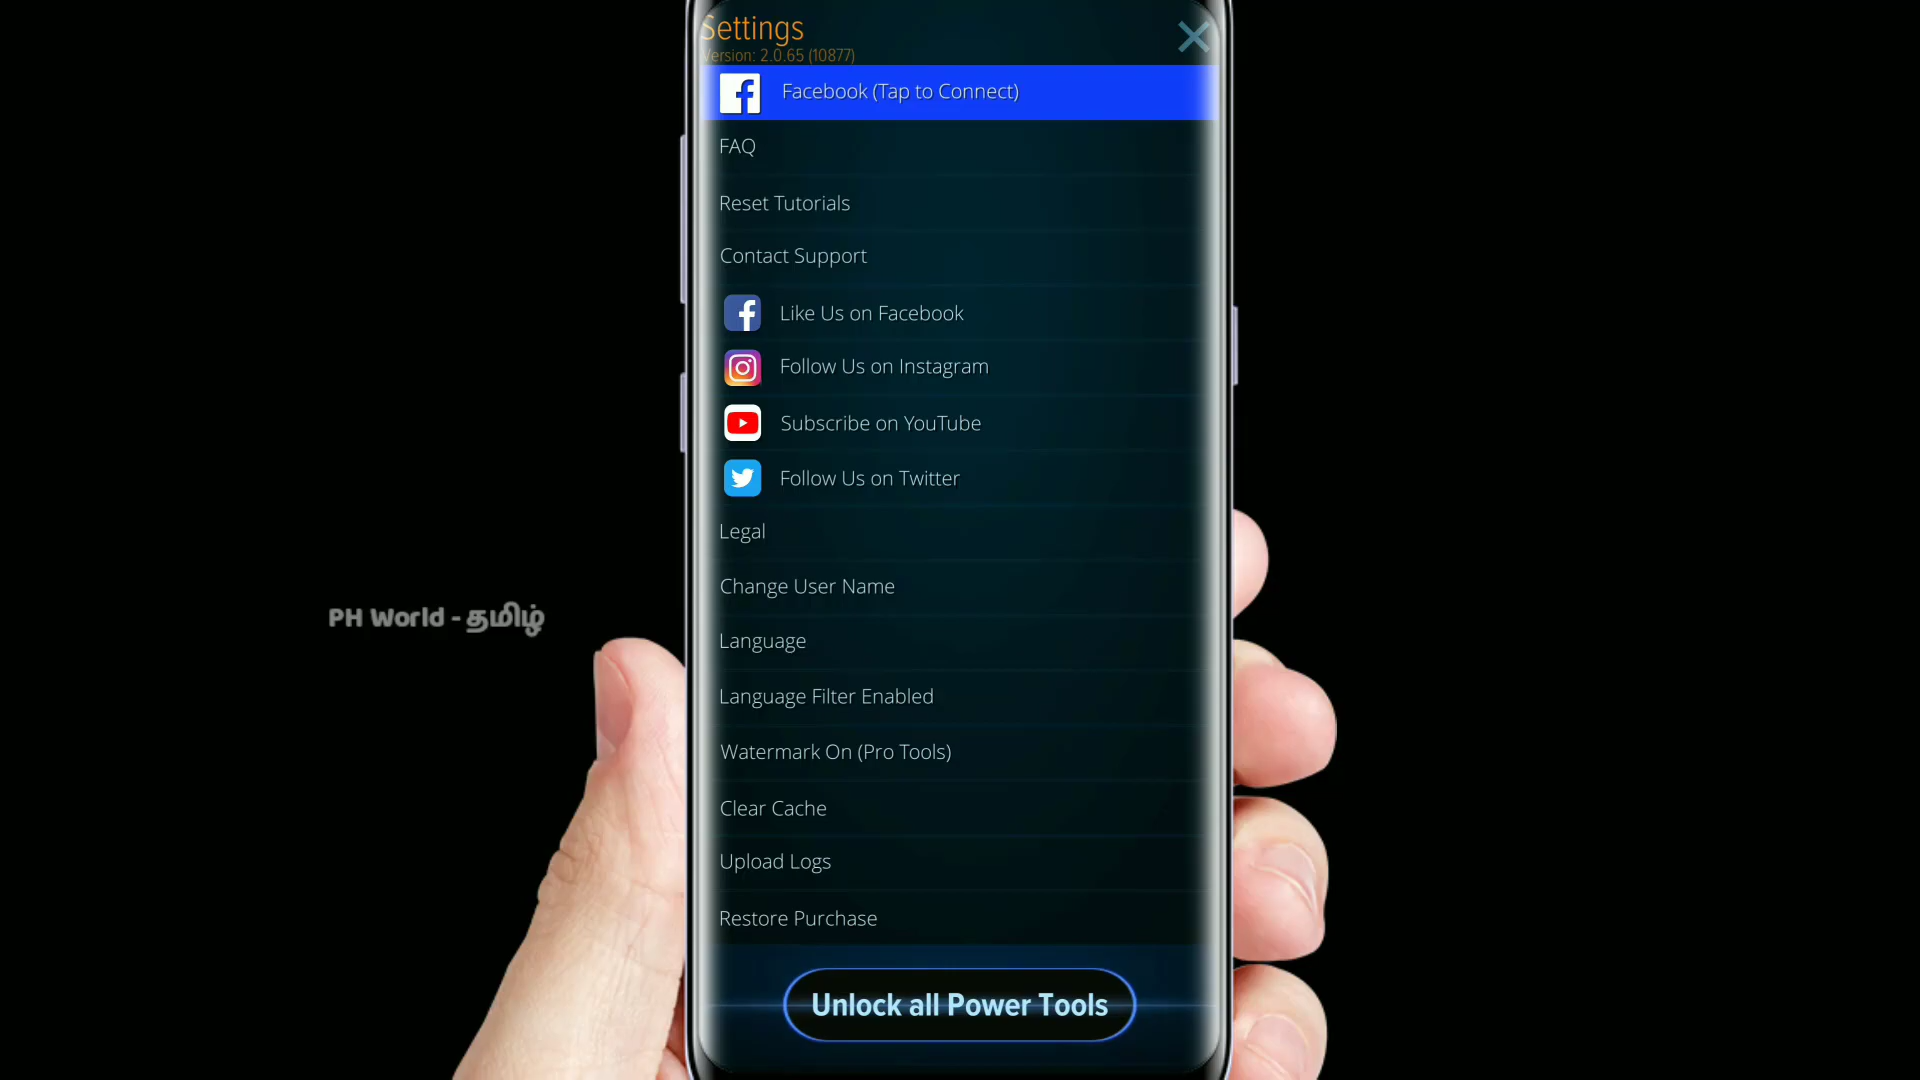 Settings
Version: 2.0.65 (10877)
Facebook (Tap to Connect)
FAQ
Reset Tutorials
Contact Support
Like Us on Facebook
Follow Us on Instagram
Subscribe on YouTube
Follow Us on Twitter
Legal
Change User Name
Language
PH World - தமிழ்
Language Filter Enabled
Watermark On (Pro Tools)
Clear Cache
Upload Logs
Restore Purchase
Unlock all Power Tools